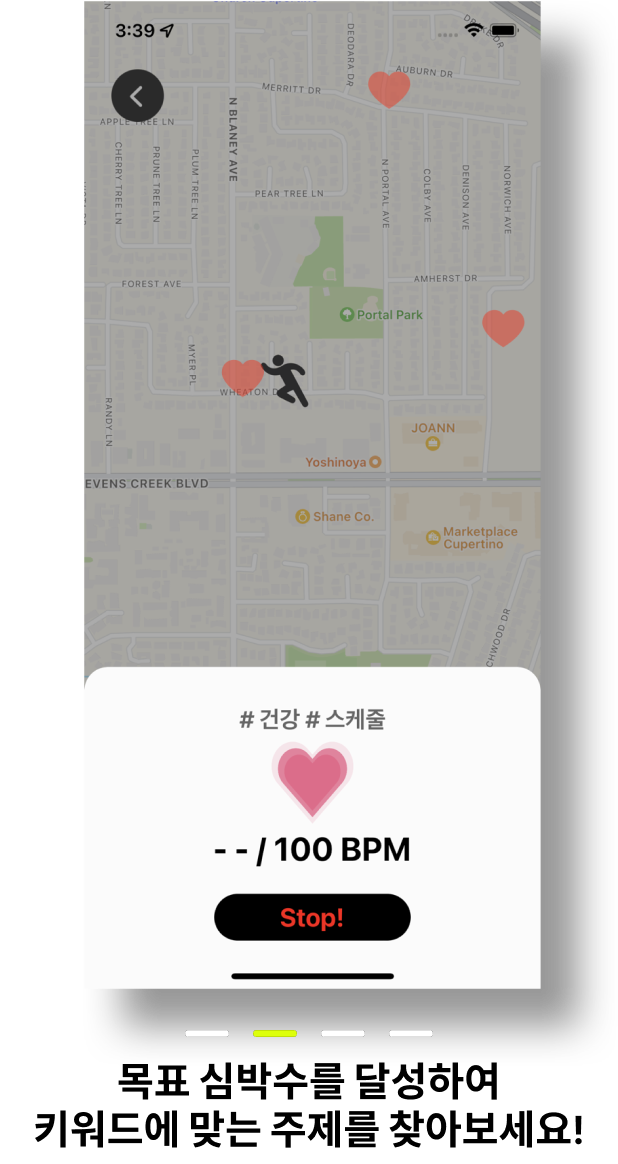 3:39
DEODARA DR
AUBURN DR
MERRITT DR
APPLE TREE LN
N BLANEY AVE
CHERRY TREE LN
PRUNE TREE LN
PLUM TREE LN
PEAR TREE LN
N PORTAL AVE
COLBY AVE
DENISON AVE
NORWICH AVE
FOREST AVE
AMHERST DR
Portal Park
MYER PL
WHEATON D
RANDY LN
JOANN
Yoshinoya
EVENS CREEK BLVD
Shane Co.
Marketplace
Cupertino
CHWOOD DR
# 건강 # 스케줄
- - / 100 BPM
Stop!
목표 심박수를 달성하여
키워드에 맞는 주제를 찾아보세요!